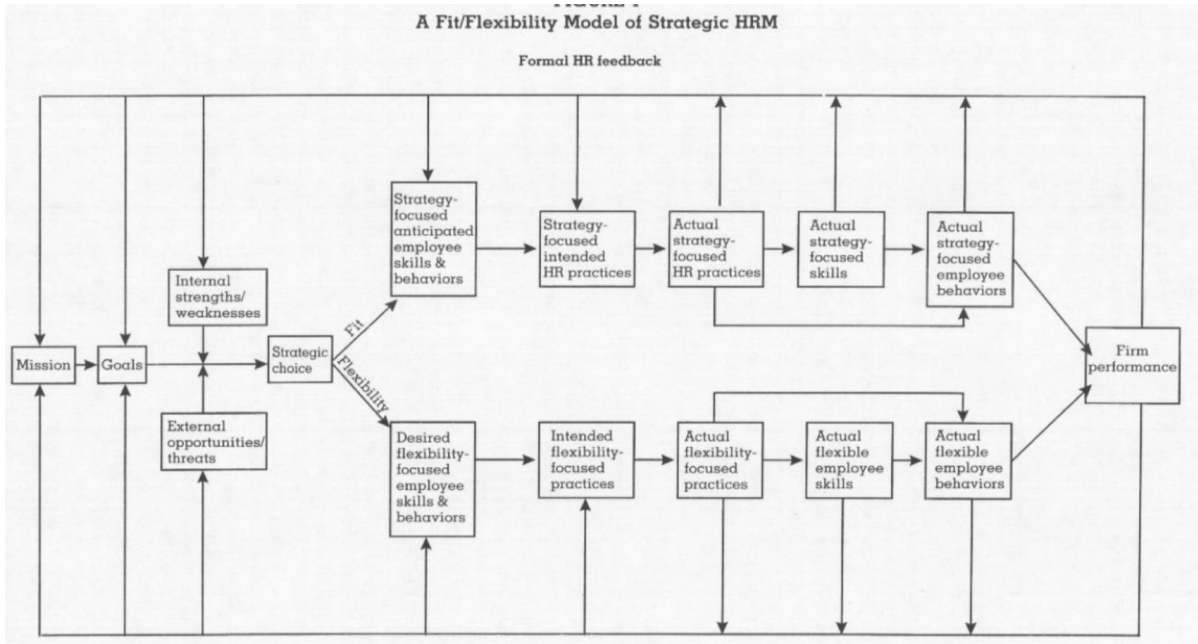 A Fit/Flexibility Model of Strategic HRM
Formal HR feedback
Strategy-
focused
anticipated
employee
skills &
behaviors
Strategy-
focused
intended
HR practices
Actual
strategy-
focused
HR practices
Actual
strategy-
focused
skills
Actual
strategy-
focused
employee
behaviors
Internal
strengths/
weaknesses
Fit
Mission
Goals
Strategic
choice
Firm
performance
Flexibility
External
opportunities/
threats
Desired
flexibility-
focused
employee
skills &
behaviors
Intended
flexibility-
focused
practices
Actual
flexibility-
focused
practices
Actual
flexible
employee
skills
Actual
flexible
employee
behaviors